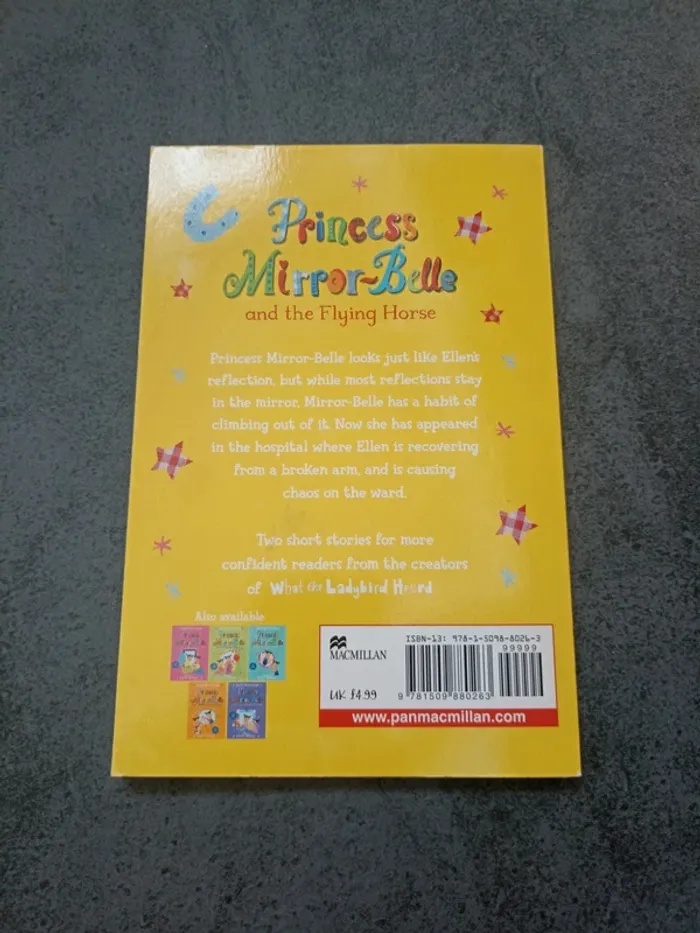 Princess
Mirror-Belle
and the Flying Horse
Princess Mirror-Belle looks just like Ellen's
reflection, but while most reflections stay
in the mirror, Mirror-Belle has a habit of
climbing out of it. Now she has appeared
in the hospital where Ellen is recovering
from a broken arm, and is causing
chaos on the ward.
Two short stories for more
confident readers from the creators
of What the Ladybird Heard
Also available
MACMILLAN
UK £4.99
ISBN-13: 978-1-5098-8026-3
99999
9 781509 880263
www.panmacmillan.com